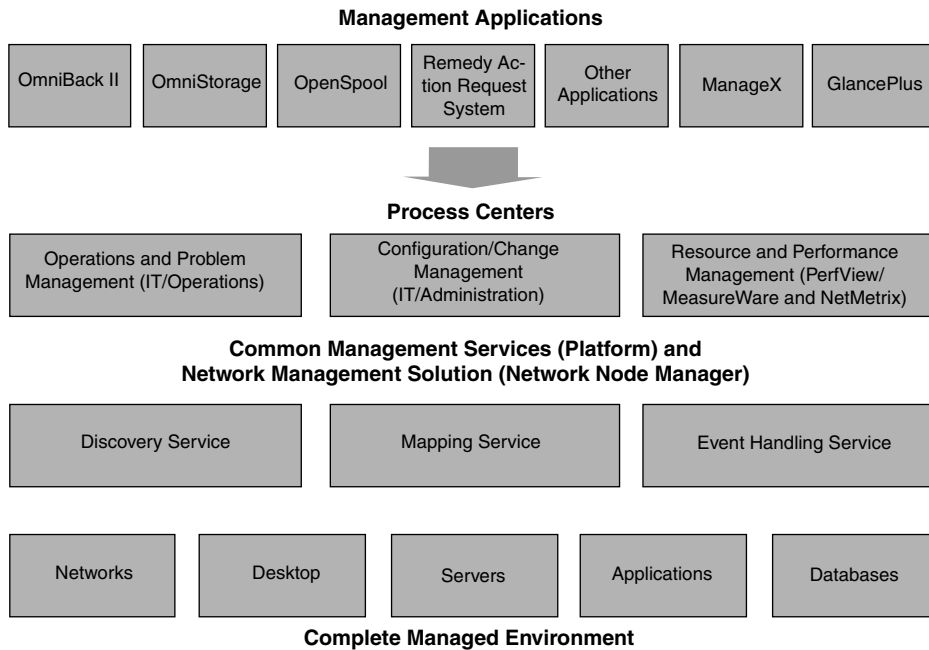 Management Applications
OmniBack II
OmniStorage
OpenSpool
Remedy Ac-
tion Request
System
Other
Applications
ManageX
GlancePlus
Process Centers
Operations and Problem
Management (IT/Operations)
Configuration/Change
Management
(IT/Administration)
Resource and Performance
Management (PerfView/
MeasureWare and NetMetrix)
Common Management Services (Platform) and
Network Management Solution (Network Node Manager)
Discovery Service
Mapping Service
Event Handling Service
Networks
Desktop
Servers
Applications
Databases
Complete Managed Environment